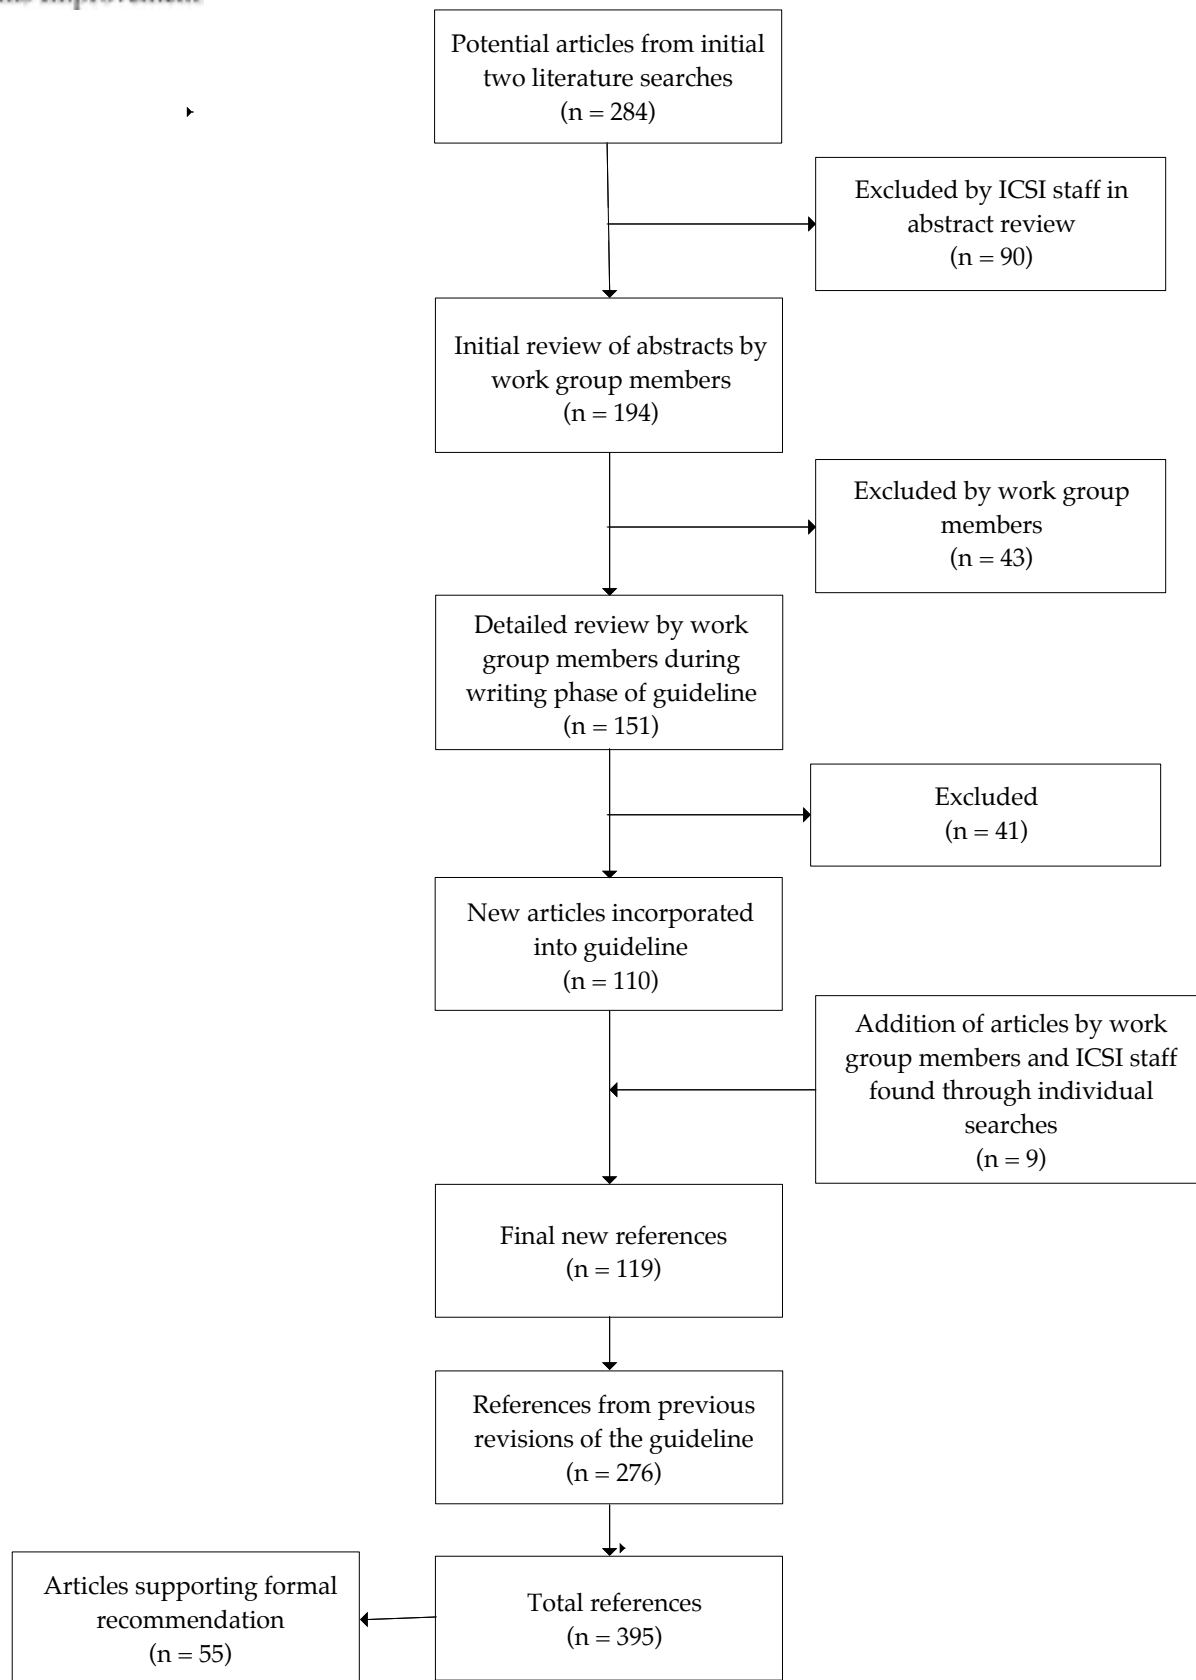 Improvement
Potential articles from initial
two literature searches
(n = 284)
Excluded by ICSI staff in
abstract review
(n = 90)
Initial review of abstracts by
work group members
(n = 194)
Excluded by work group
members
(n = 43)
Detailed review by work
group members during
writing phase of guideline
(n = 151)
Excluded
(n = 41)
New articles incorporated
into guideline
(n = 110)
Addition of articles by work
group members and ICSI staff
found through individual
searches
(n = 9)
Final new references
(n = 119)
References from previous
revisions of the guideline
(n = 276)
Articles supporting formal
recommendation
(n = 55)
Total references
(n = 395)